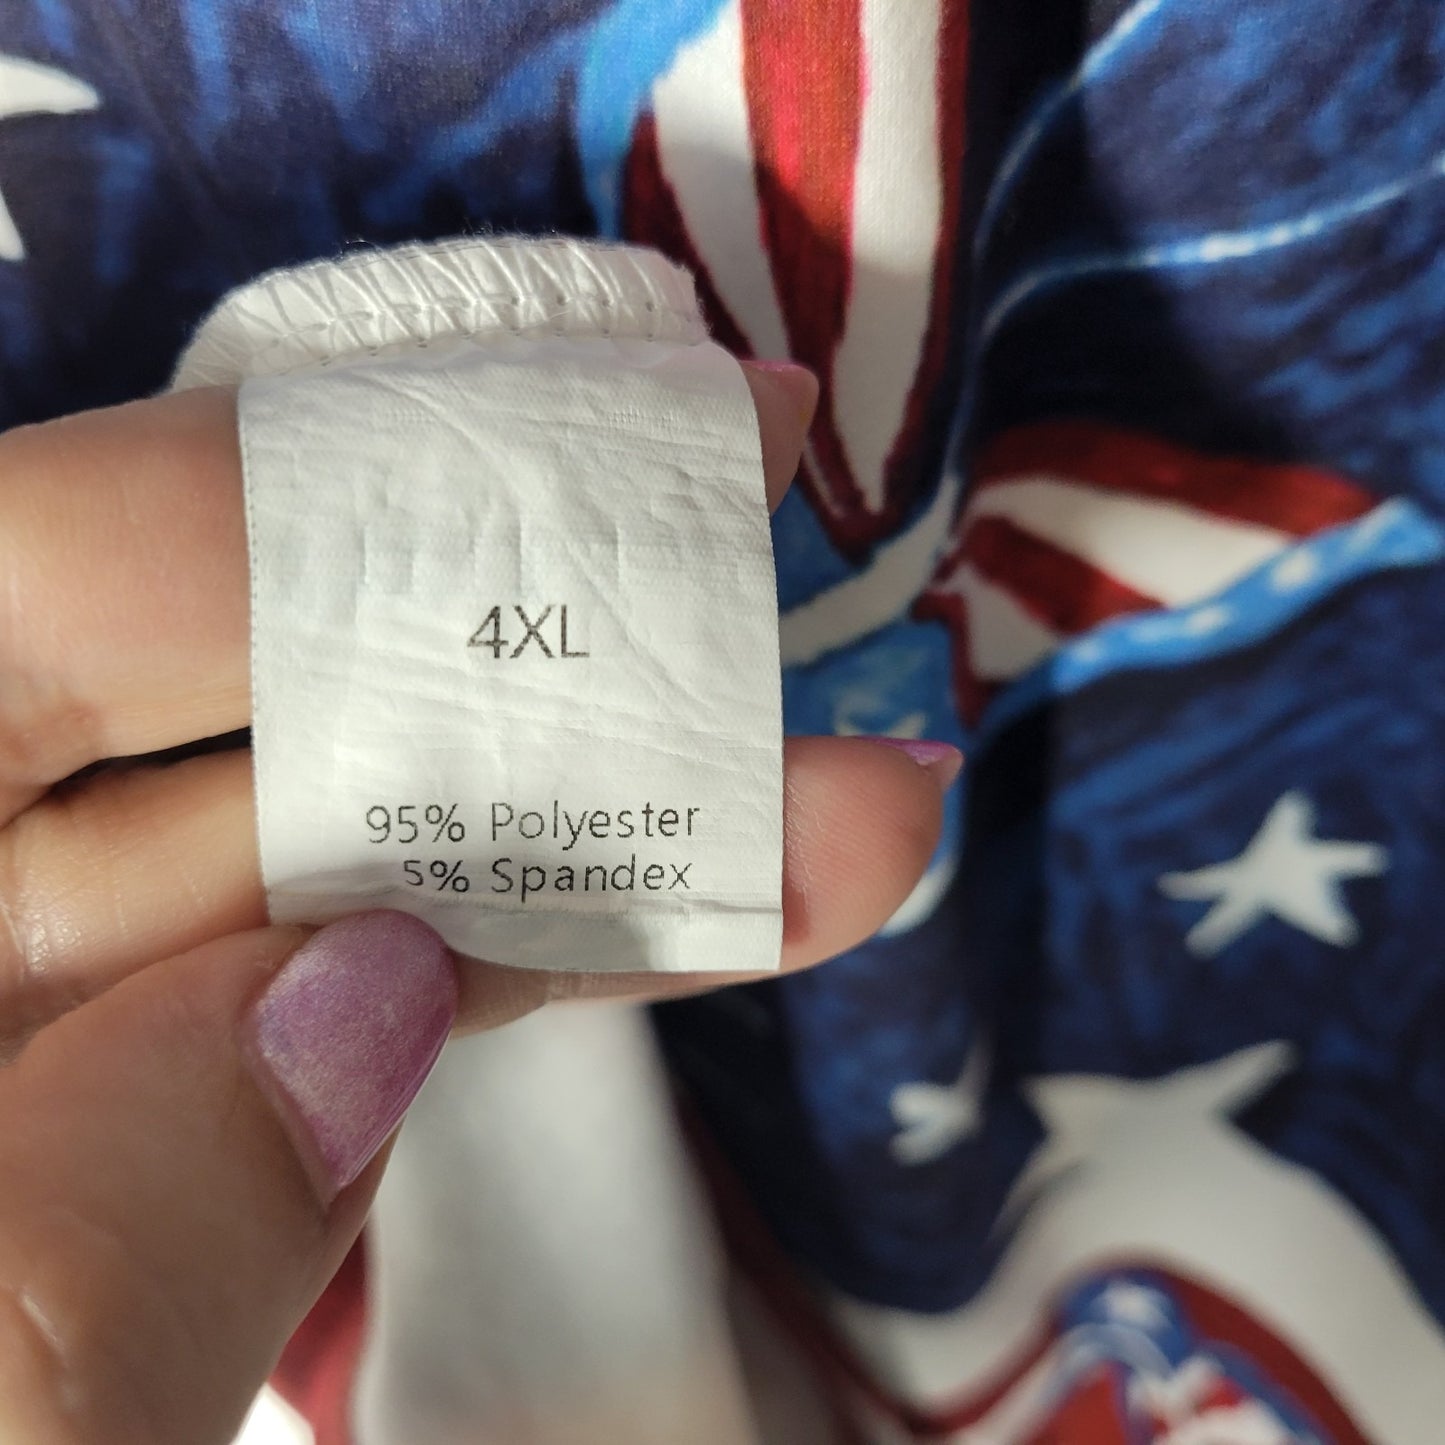 4XL
95% Polyester
5% Spandex